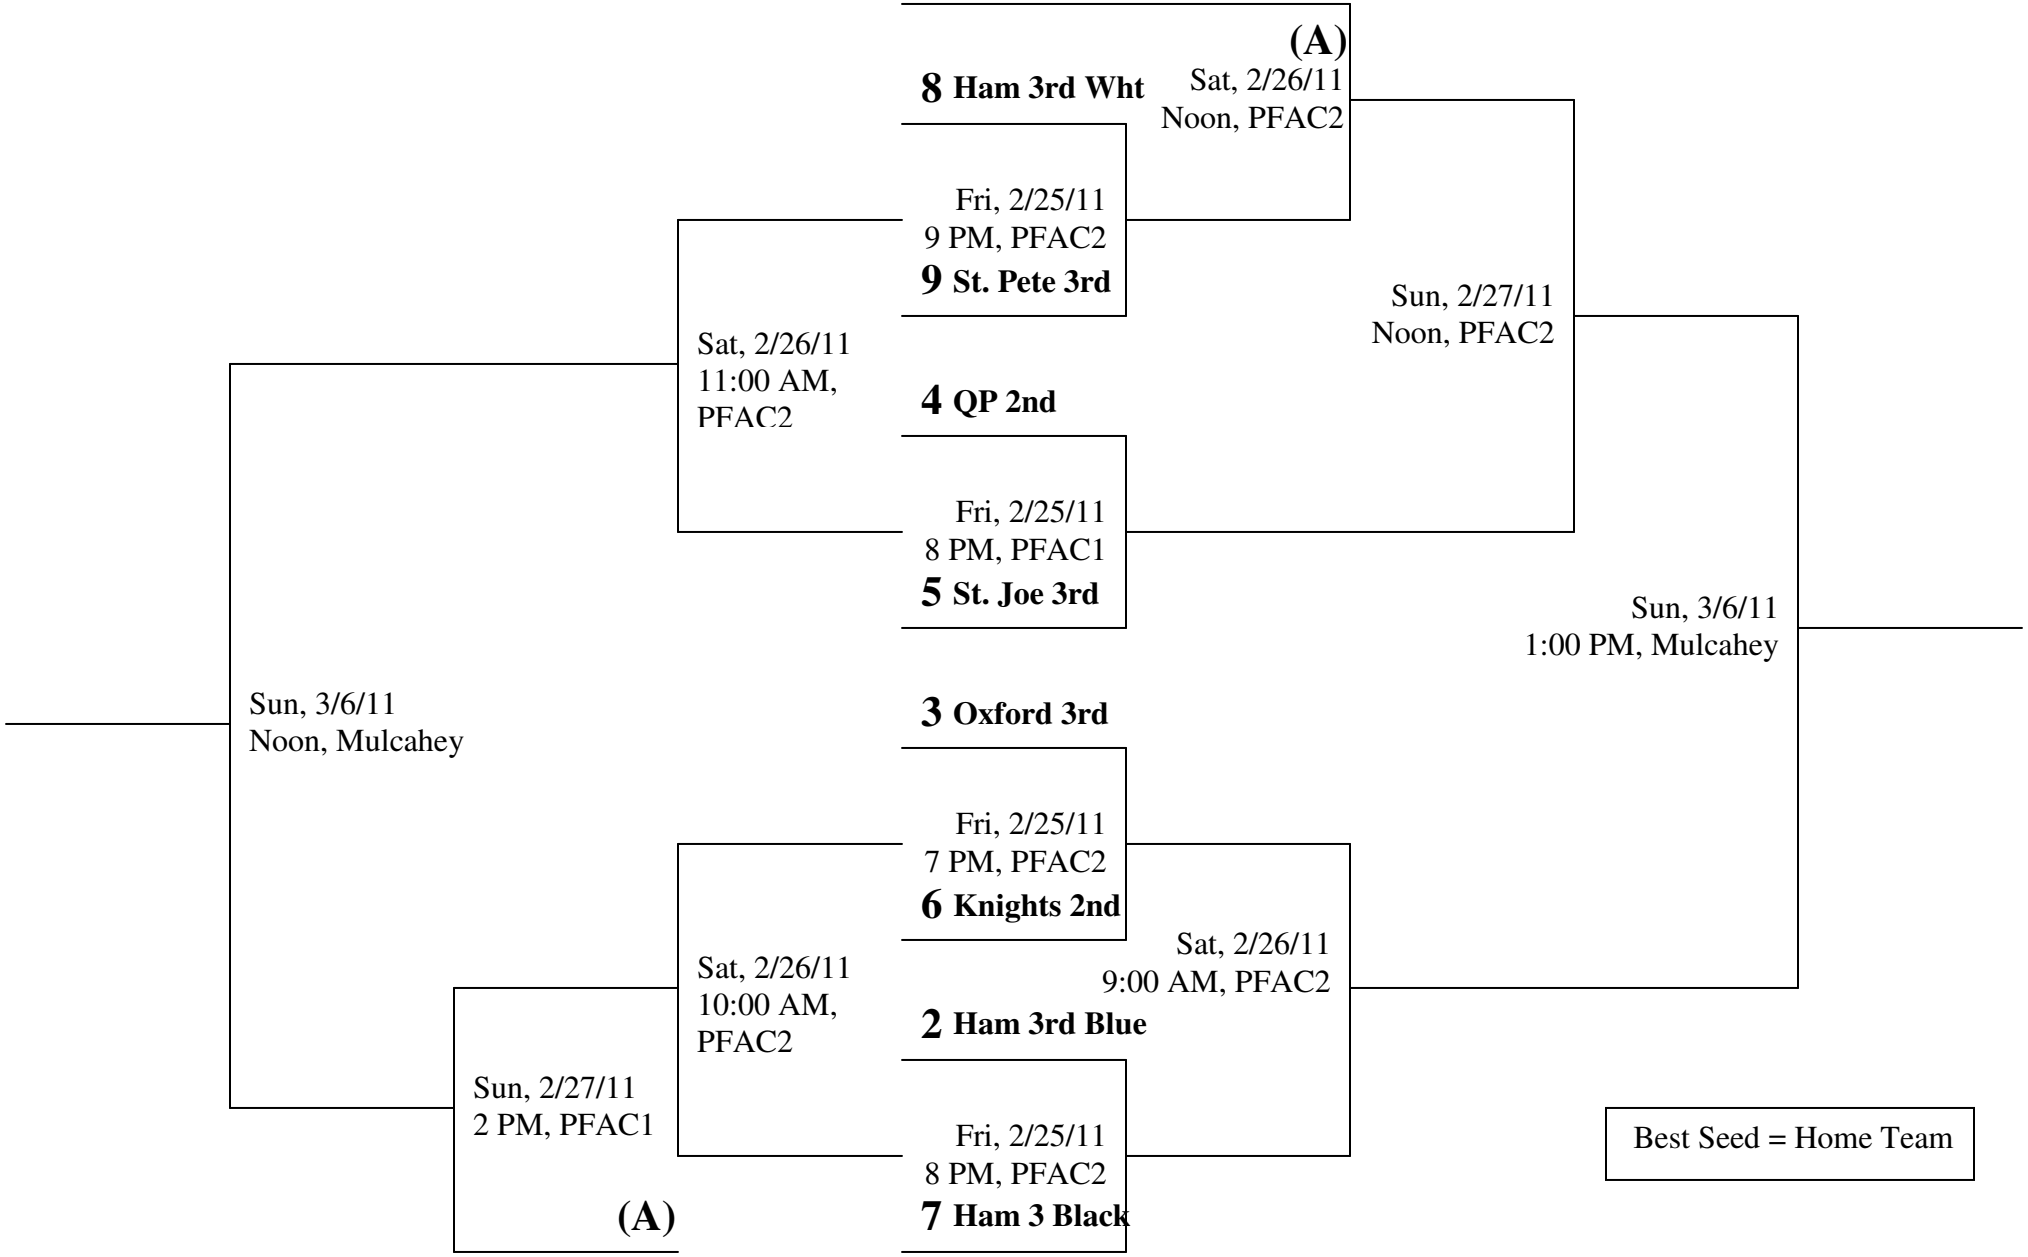 (A)
8 Ham 3rd Wht
Sat, 2/26/11
Noon, PFAC2
Fri, 2/25/11
9 PM, PFAC2
9 St. Pete 3rd
Sun, 2/27/11
Noon, PFAC2
Sat, 2/26/11
11:00 AM,
PFAC2
4 QP 2nd
Fri, 2/25/11
8 PM, PFAC1
5 St. Joe 3rd
Sun, 3/6/11
1:00 PM, Mulcahey
Sun, 3/6/11
Noon, Mulcahey
3 Oxford 3rd
Fri, 2/25/11
7 PM, PFAC2
6 Knights 2nd
Sat, 2/26/11
9:00 AM, PFAC2
Sat, 2/26/11
10:00 AM,
PFAC2
2 Ham 3rd Blue
Sun, 2/27/11
2 PM, PFAC1
Fri, 2/25/11
8 PM, PFAC2
7 Ham 3 Black
(A)
Best Seed = Home Team